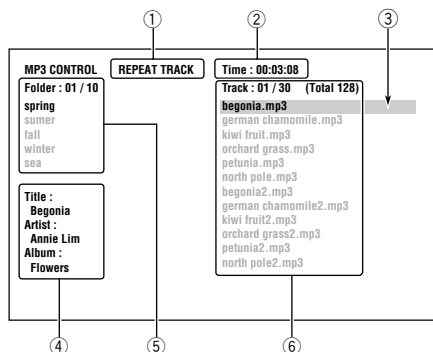 ① ② ③
MP3 CONTROL REPEAT TRACK Time : 00:03:08
Folder : 01 / 10
spring
sumer
fall
winter
sea
Track : 01 / 30 (Total 128)
begonia.mp3
german chamomile.mp3
kiwi fruit.mp3
orchard grass.mp3
petunia.mp3
north pole.mp3
begonia2.mp3
german chamomile2.mp3
kiwi fruit2.mp3
orchard grass2.mp3
petunia2.mp3
north pole2.mp3
Title :
Begonia
Artist :
Annie Lim
Album :
Flowers
④ ⑤ ⑥